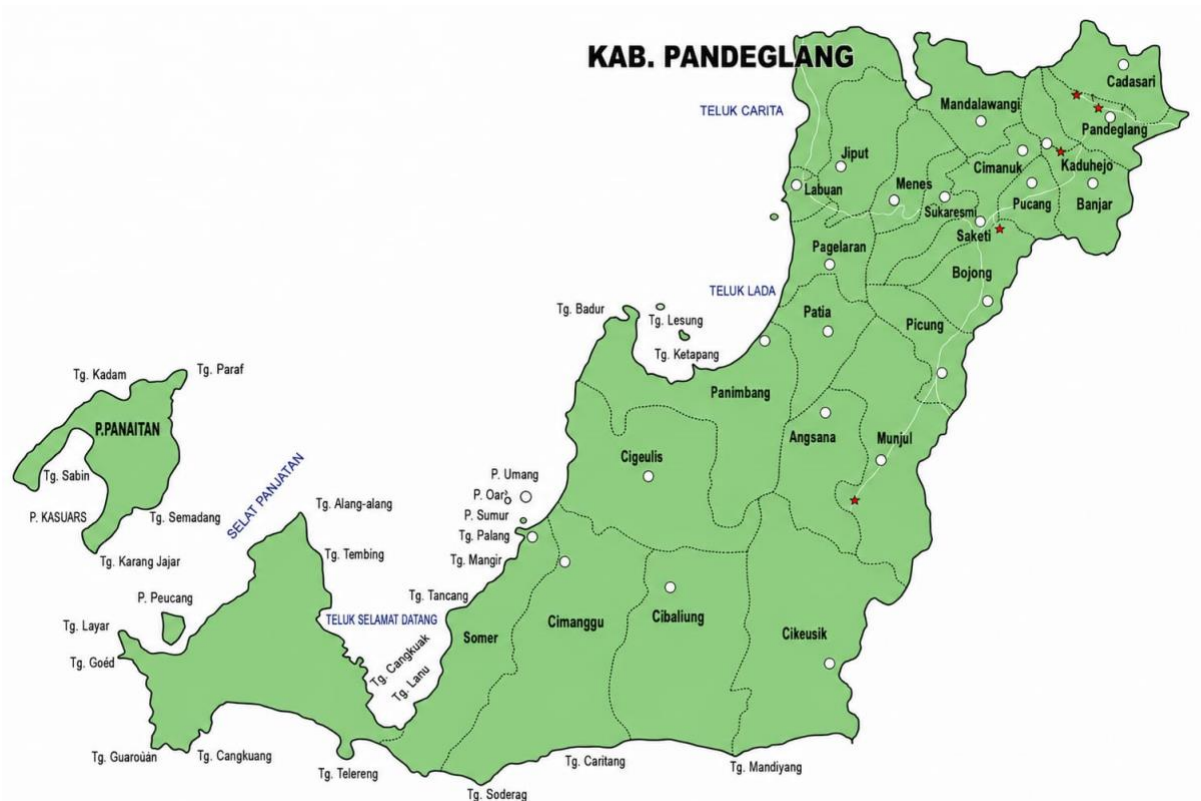 KAB. PANDEGLANG
Cadasari
TELUK CARITA
Mandalawangi
Pandeglang
Jiput
Cimanuk
Kaduhejo
Labuan
Menes
Pucang
Banjar
Sukaresmi
Saketi
Pagelaran
Bojong
TELUK LADA
Tg. Badur
Tg. Lesung
Patia
Picung
Tg. Ketapang
Tg. Kadam
Tg. Paraf
Panimbang
P.PANAITAN
Angsana
Munjul
Cigeulis
Tg. Sabin
SELAT PANJATAN
P. Umang
P. Oar
P. Sumur
Tg. Alang-alang
P. KASUARS
Tg. Semadang
Tg. Palang
Tg. Karang Jajar
Tg. Tembing
Tg. Mangir
P. Peucang
Tg. Tancang
Tg. Layar
TELUK SELAMAT DATANG
Somer
Cimanggu
Cibaliung
Cikeusik
Tg. Goéd
Tg. Cangkuak
Tg. Lanu
Tg. Guaroùán
Tg. Cangkuang
Tg. Telereng
Tg. Caritang
Tg. Mandiyang
Tg. Soderag